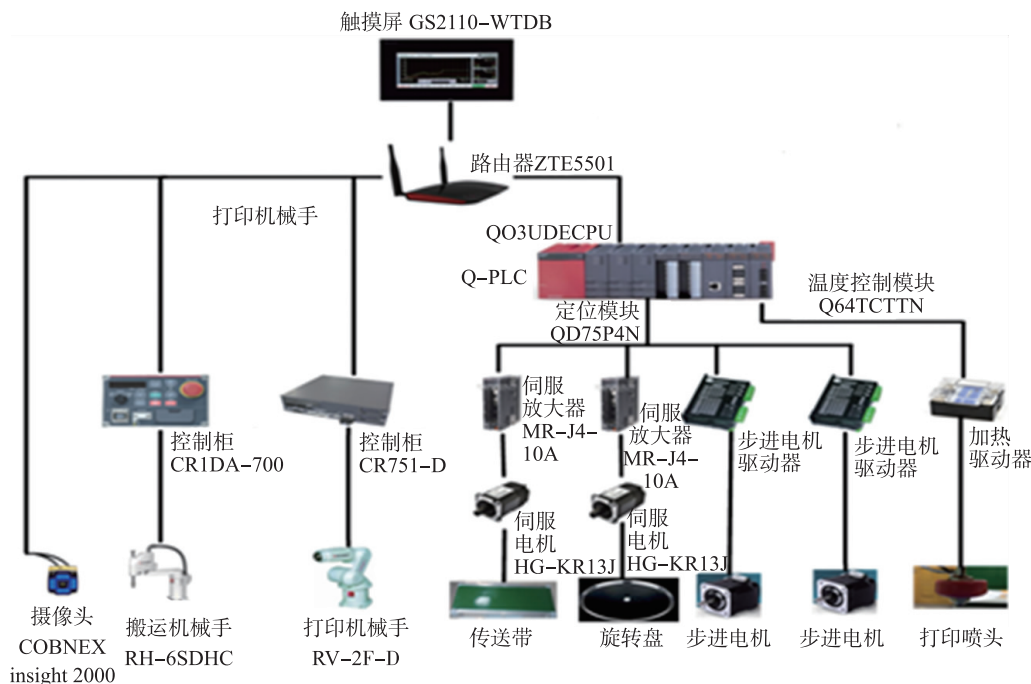 触摸屏 GS2110-WTDB
路由器ZTE5501
打印机械手
QO3UDECPU
Q-PLC
温度控制模块
Q64TCTTN
定位模块
QD75P4N
控制柜
CR1DA-700
控制柜
CR751-D
伺服
放大器
MR-J4-
10A
伺服
放大器
MR-J4-
10A
步进电机
驱动器
步进电机
驱动器
加热
驱动器
伺服
电机
HG-KR13J
伺服
电机
HG-KR13J
摄像头
COBNEX
insight 2000
搬运机械手
RH-6SDHC
打印机械手
RV-2F-D
传送带
旋转盘
步进电机
步进电机
打印喷头